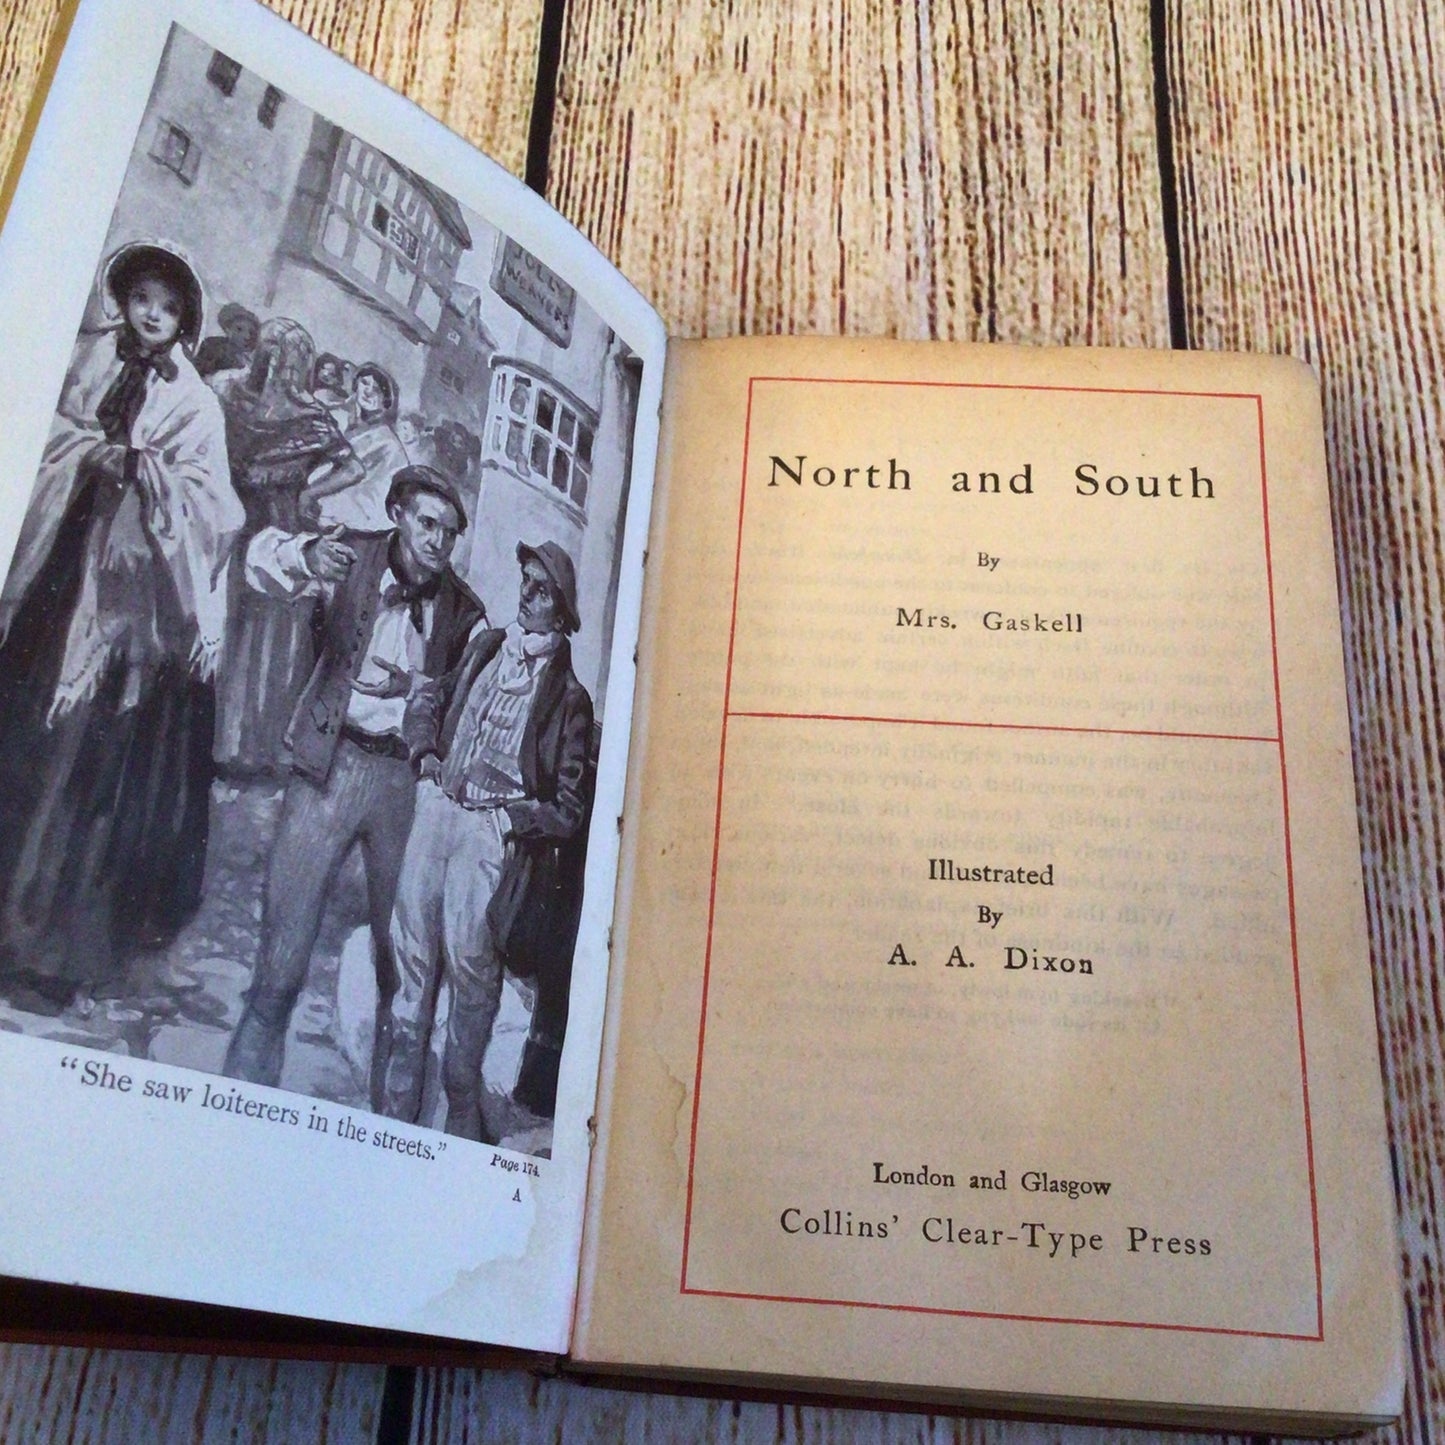 JOLLY
WEAVERS
"She saw loiterers in the streets."
Page 174.
A
North and South
By
Mrs. Gaskell
Illustrated
By
A. A. Dixon
London and Glasgow
Collins' Clear-Type Press